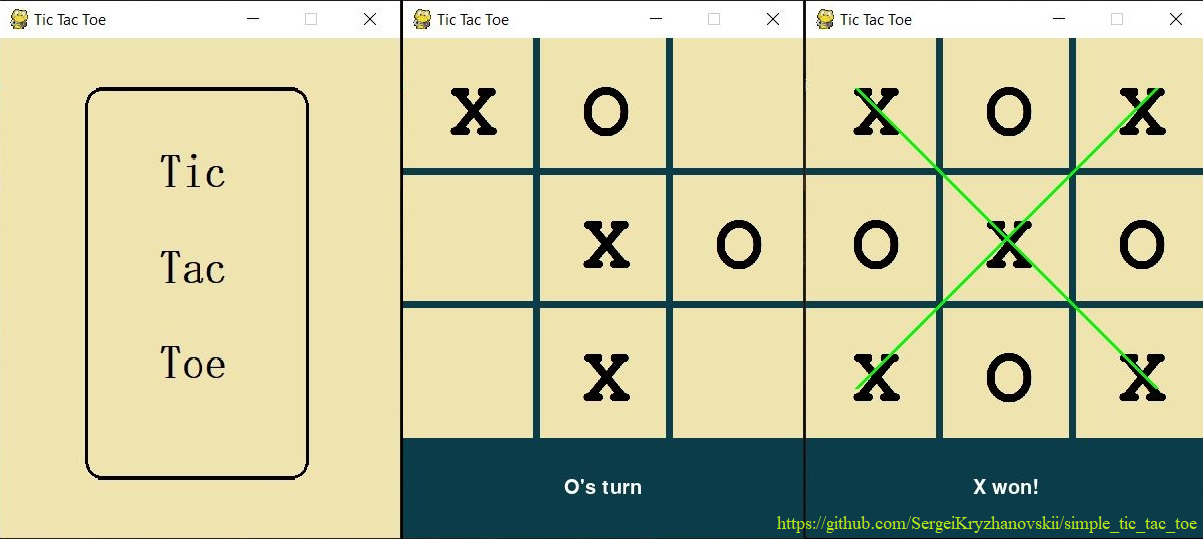 Tic Tac Toe
Tic
Tac
Toe
Tic Tac Toe
X O
X O
X
O's turn
Tic Tac Toe
X O X
O X O
X O X
X won!
https://github.com/SergeiKryzhanovskii/simple_tic_tac_toe